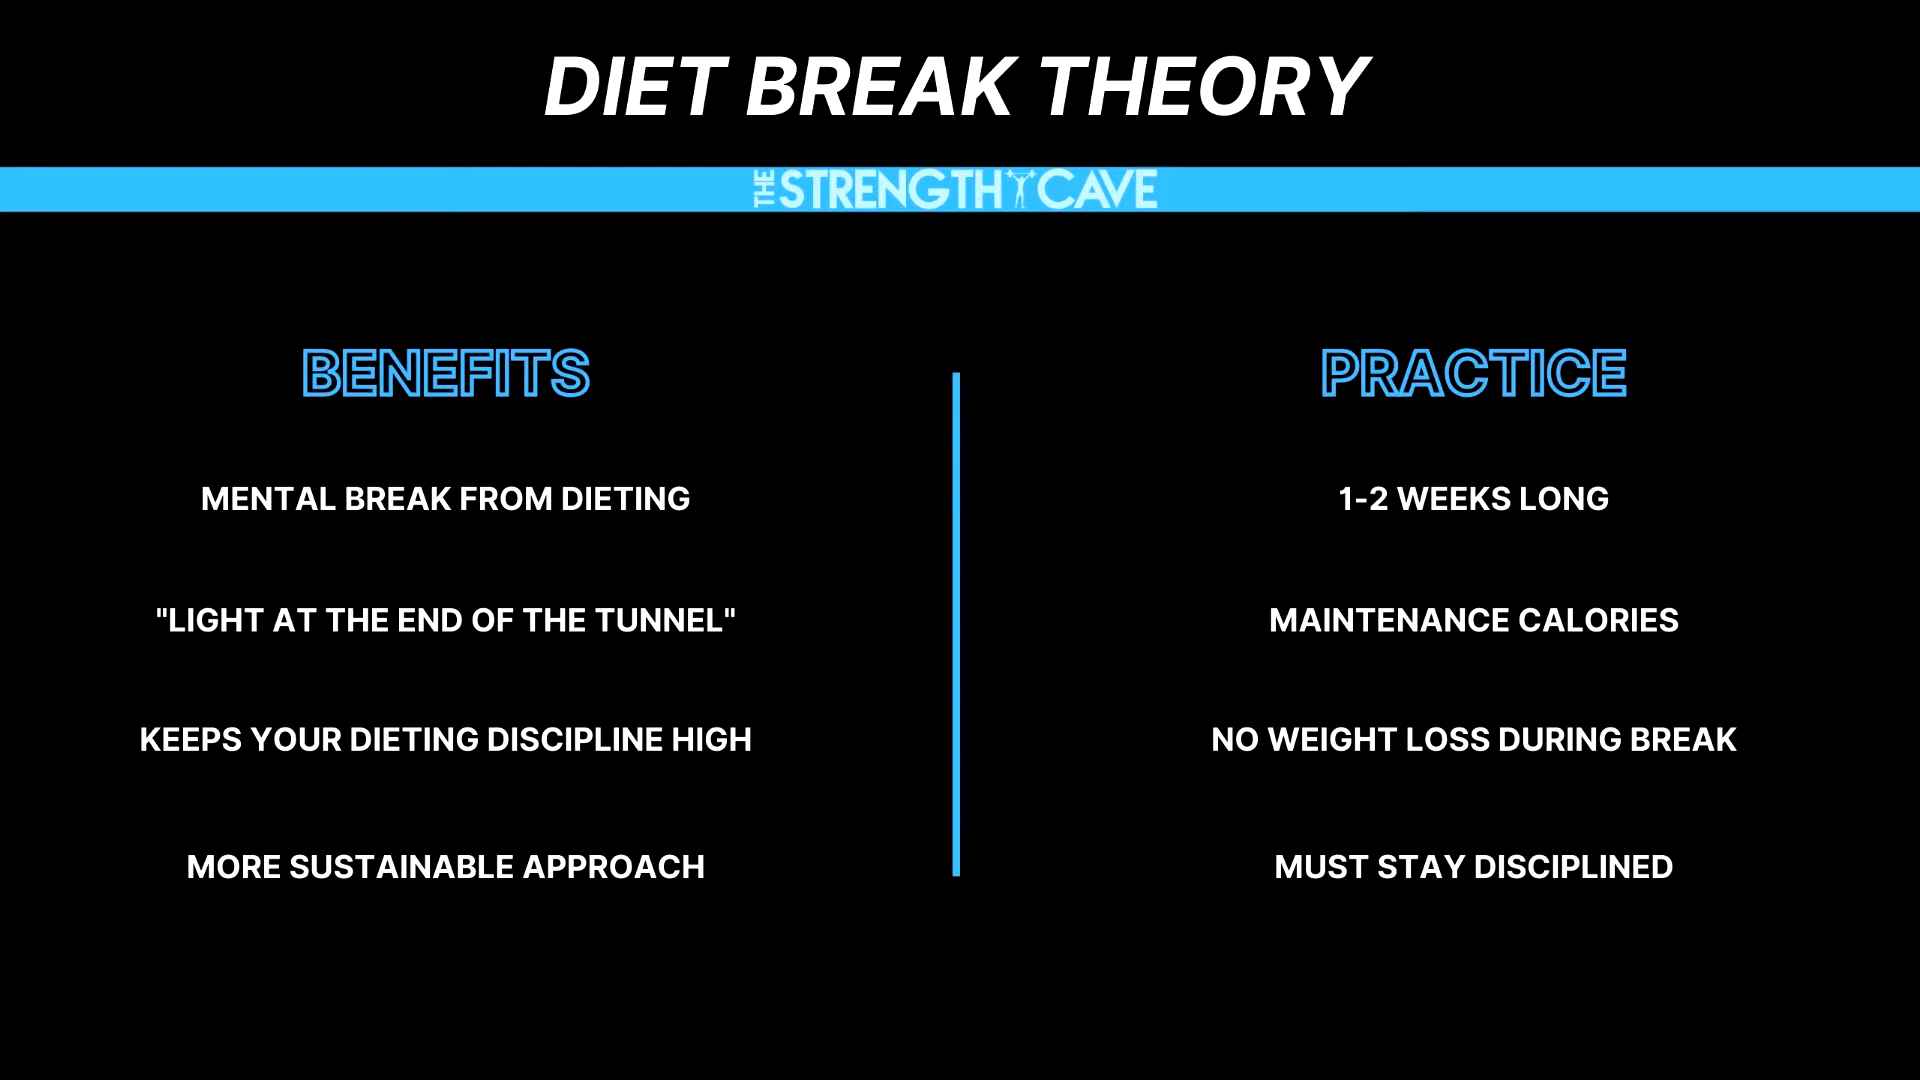 DIET BREAK THEORY
THE STRENGTH CAVE
BENEFITS
MENTAL BREAK FROM DIETING
"LIGHT AT THE END OF THE TUNNEL"
KEEPS YOUR DIETING DISCIPLINE HIGH
MORE SUSTAINABLE APPROACH
PRACTICE
1-2 WEEKS LONG
MAINTENANCE CALORIES
NO WEIGHT LOSS DURING BREAK
MUST STAY DISCIPLINED